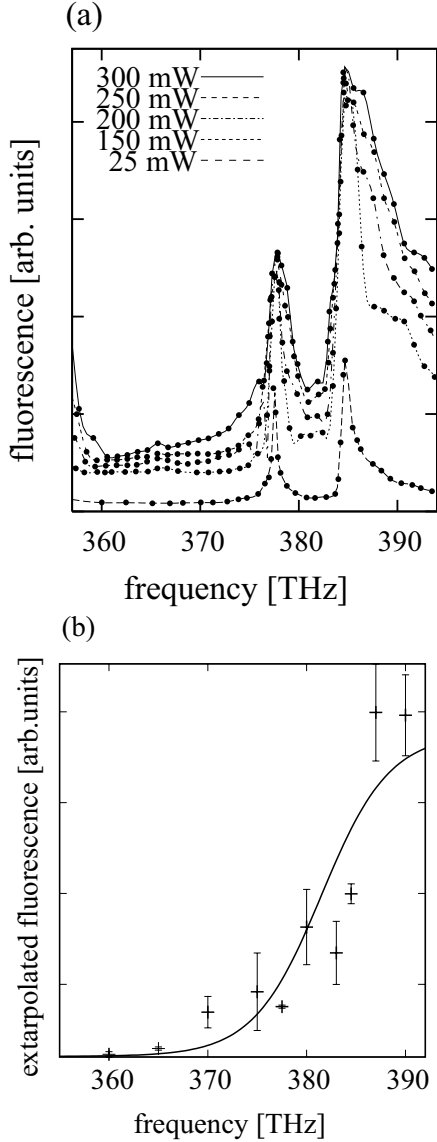 (a)
300 mW
250 mW
200 mW
150 mW
25 mW
fluorescence [arb. units]
360 370 380 390
frequency [THz]
(b)
extarpolated fluorescence [arb.units]
360 370 380 390
frequency [THz]